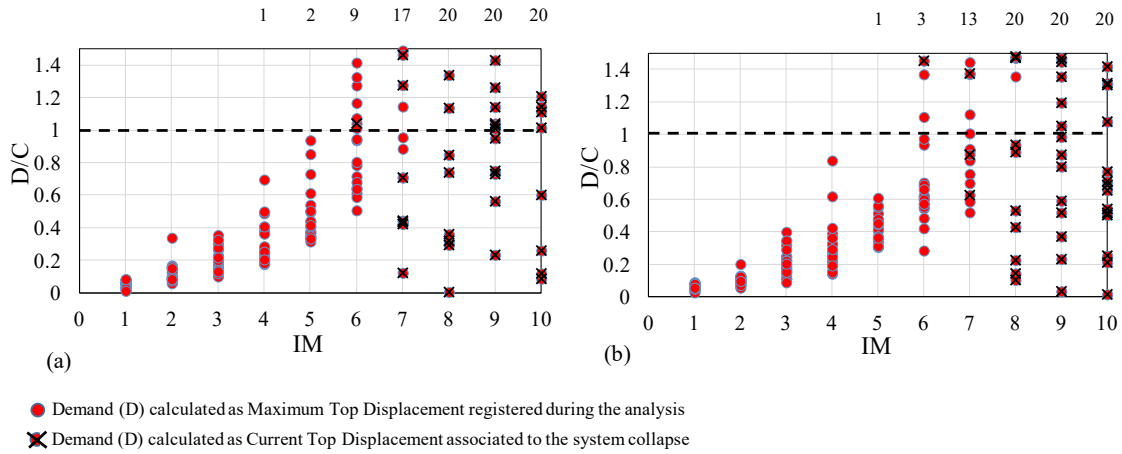 1 2 9 17 20 20 20
1 3 13 20 20 20
D/C
1.4
1.2
1
0.8
0.6
0.4
0.2
0
0 1 2 3 4 5 6 7 8 9 10
IM
(a)
D/C
1.4
1.2
1
0.8
0.6
0.4
0.2
0
0 1 2 3 4 5 6 7 8 9 10
IM
(b)
Demand (D) calculated as Maximum Top Displacement registered during the analysis
Demand (D) calculated as Current Top Displacement associated to the system collapse